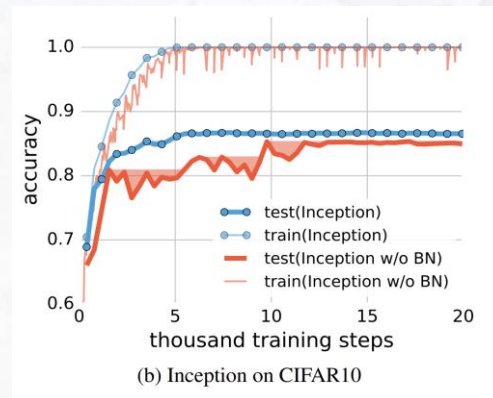 1.0
0.9
accuracy
0.8
0.7
0.6
test(Inception)
train(Inception)
test(Inception w/o BN)
train(Inception w/o BN)
0 5 10 15 20
thousand training steps
(b) Inception on CIFAR10